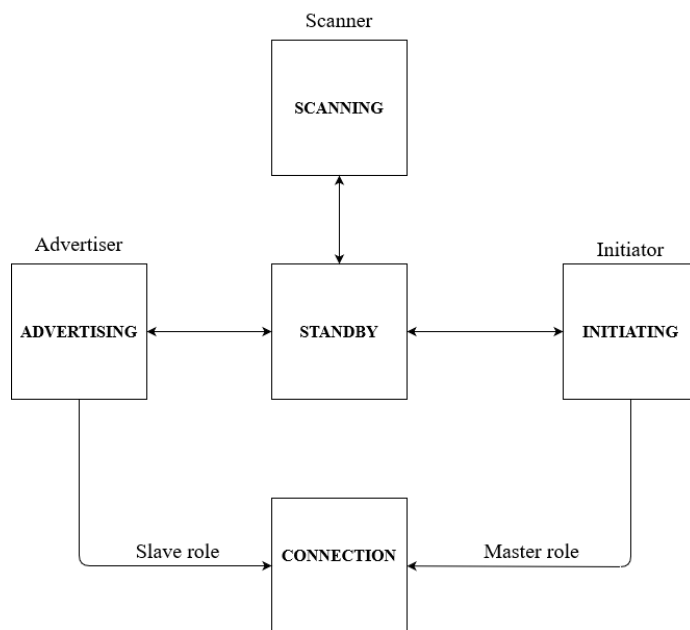 Scanner
SCANNING
Advertiser
Initiator
ADVERTISING
STANDBY
INITIATING
Slave role
CONNECTION
Master role